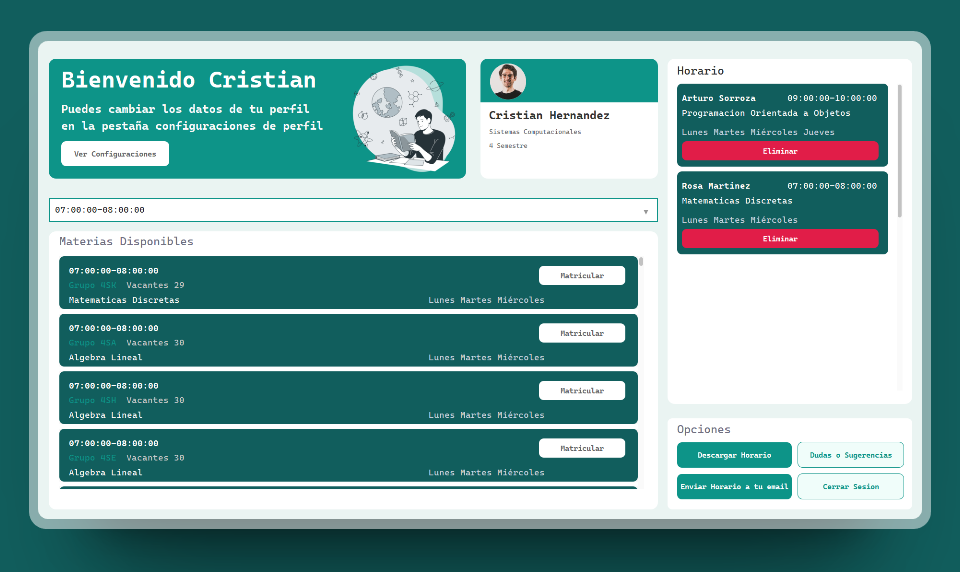 Bienvenido Cristian
Puedes cambiar los datos de tu perfil
en la pestaña configuraciones de perfil
Ver Configuraciones
Cristian Hernandez
Sistemas Computacionales
4 Semestre
07:00:00-08:00:00
Materias Disponibles
07:00:00-08:00:00
Grupo 4SK Vacantes 29
Matematicas Discretas Lunes Martes Miércoles
Matricular
07:00:00-08:00:00
Grupo 4SA Vacantes 30
Algebra Lineal Lunes Martes Miércoles
Matricular
07:00:00-08:00:00
Grupo 4SH Vacantes 30
Algebra Lineal Lunes Martes Miércoles
Matricular
07:00:00-08:00:00
Grupo 4SE Vacantes 30
Algebra Lineal Lunes Martes Miércoles
Matricular
Horario
Arturo Sorroza 09:00:00-10:00:00
Programacion Orientada a Objetos
Lunes Martes Miércoles Jueves
Eliminar
Rosa Martinez 07:00:00-08:00:00
Matematicas Discretas
Lunes Martes Miércoles
Eliminar
Opciones
Descargar Horario
Dudas o Sugerencias
Enviar Horario a tu email
Cerrar Sesion